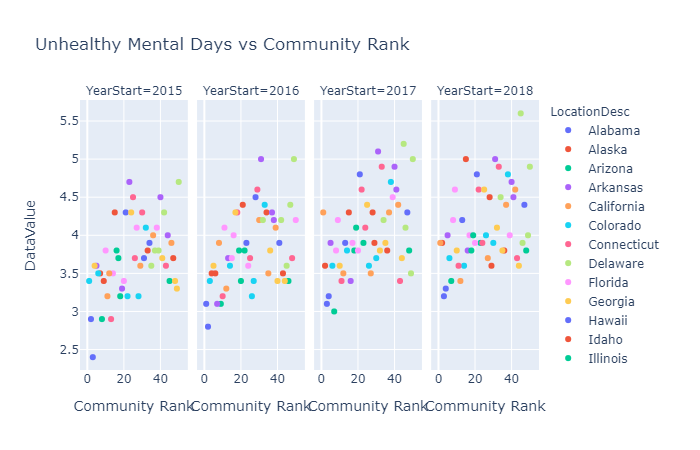 Unhealthy Mental Days vs Community Rank
YearStart=2015 YearStart=2016 YearStart=2017 YearStart=2018
LocationDesc
Alabama
Alaska
Arizona
Arkansas
California
Colorado
Connecticut
Delaware
Florida
Georgia
Hawaii
Idaho
Illinois
DataValue
5.5
5
4.5
4
3.5
3
2.5
0 20 40 0 20 40 0 20 40 0 20 40
Community Rank Community Rank Community Rank Community Rank